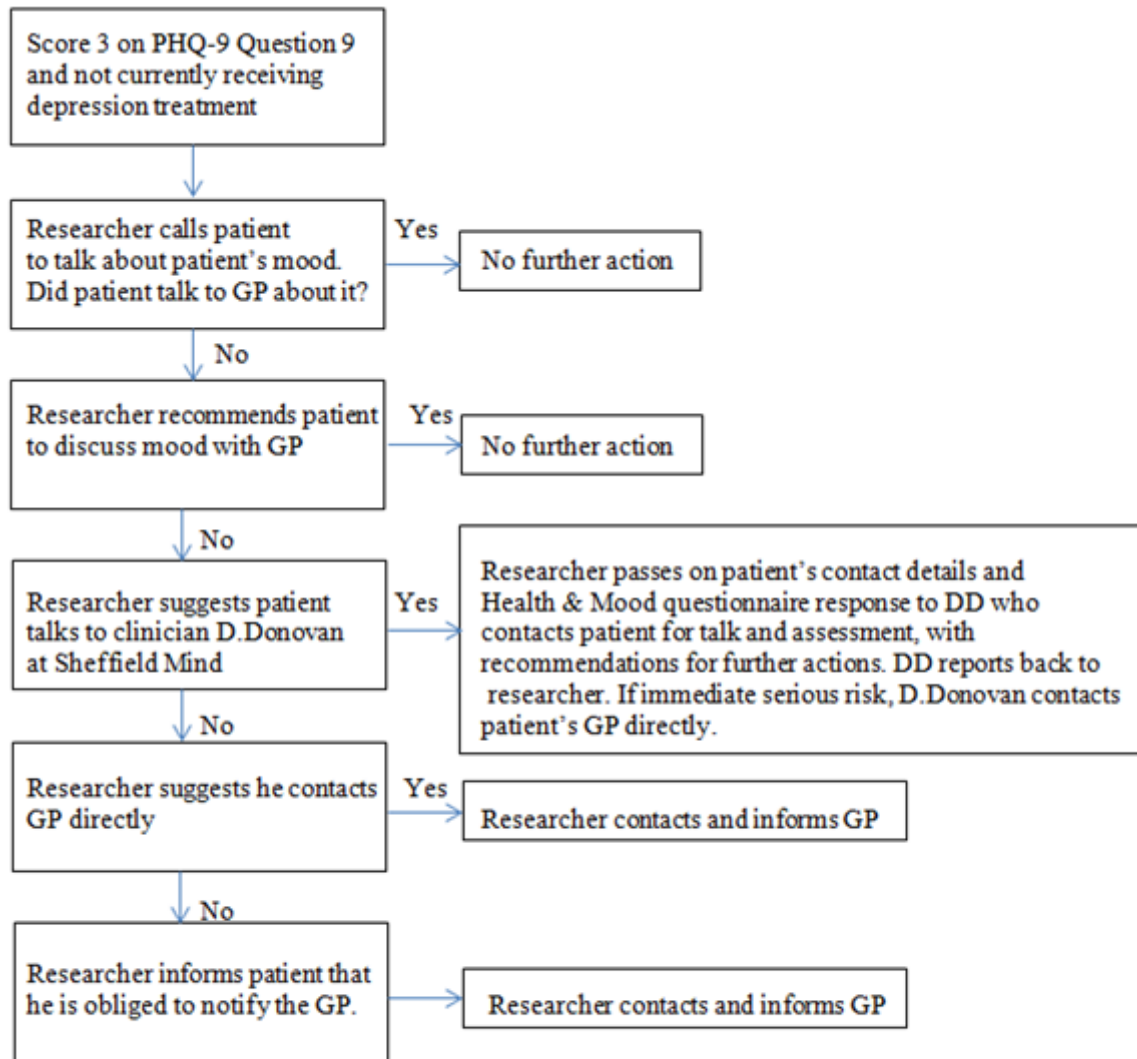 Score 3 on PHQ-9 Question 9
and not currently receiving
depression treatment
Researcher calls patient
to talk about patient's mood.
Did patient talk to GP about it?
Yes
No further action
No
Researcher recommends patient
to discuss mood with GP
Yes
No further action
No
Researcher suggests patient
talks to clinician D.Donovan
at Sheffield Mind
Yes
Researcher passes on patient's contact details and
Health & Mood questionnaire response to DD who
contacts patient for talk and assessment, with
recommendations for further actions. DD reports back to
researcher. If immediate serious risk, D.Donovan contacts
patient's GP directly.
No
Researcher suggests he contacts
GP directly
Yes
Researcher contacts and informs GP
No
Researcher informs patient that
he is obliged to notify the GP.
Researcher contacts and informs GP